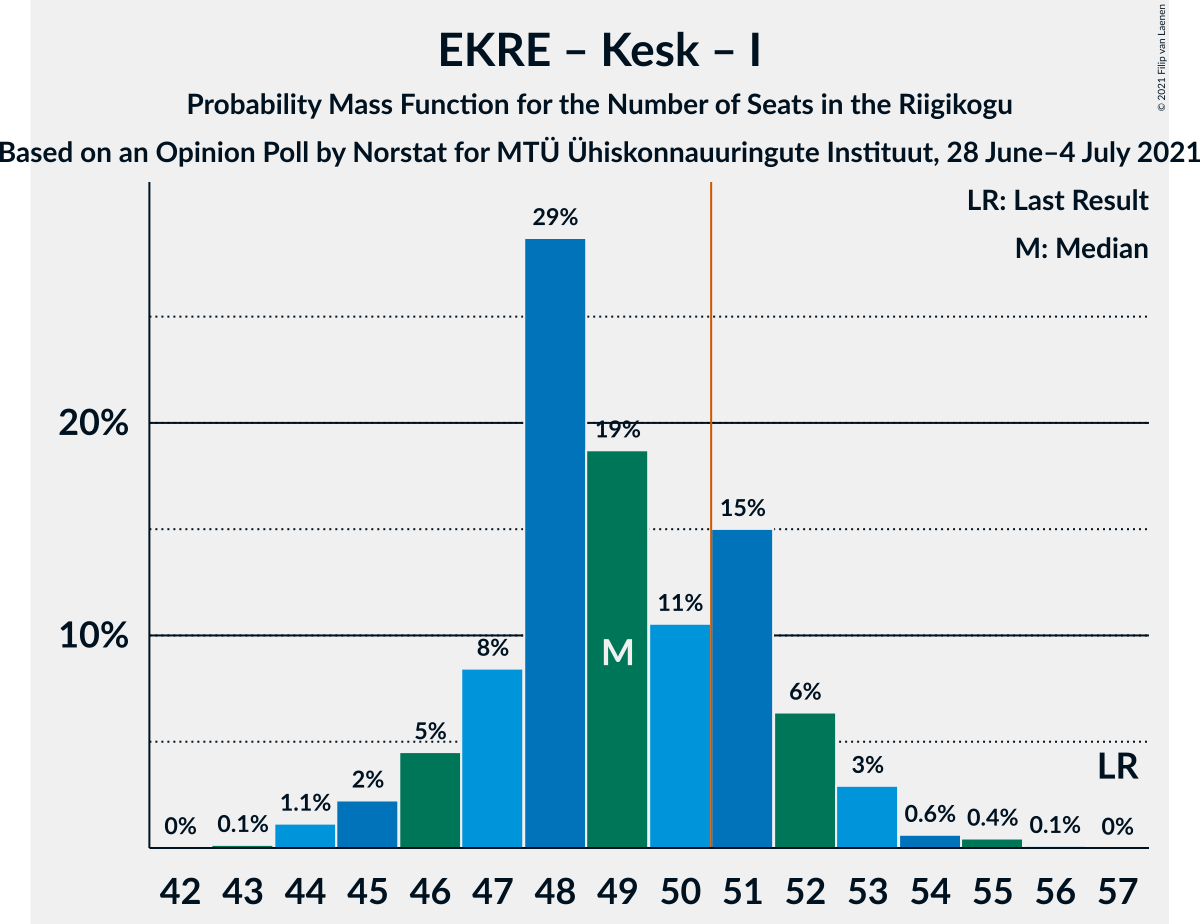 EKRE – Kesk – I
Probability Mass Function for the Number of Seats in the Riigikogu
Based on an Opinion Poll by Norstat for MTÜ Ühiskonnauuringute Instituut, 28 June–4 July 2021
© 2021 Filip van Laenen
LR: Last Result
M: Median
29%
20%
19%
15%
11%
10%
8%
M
6%
5%
3%
LR
2%
1.1%
0.6%
0.4%
0% 0.1%
0.1% 0%
42 43 44 45 46 47 48 49 50 51 52 53 54 55 56 57